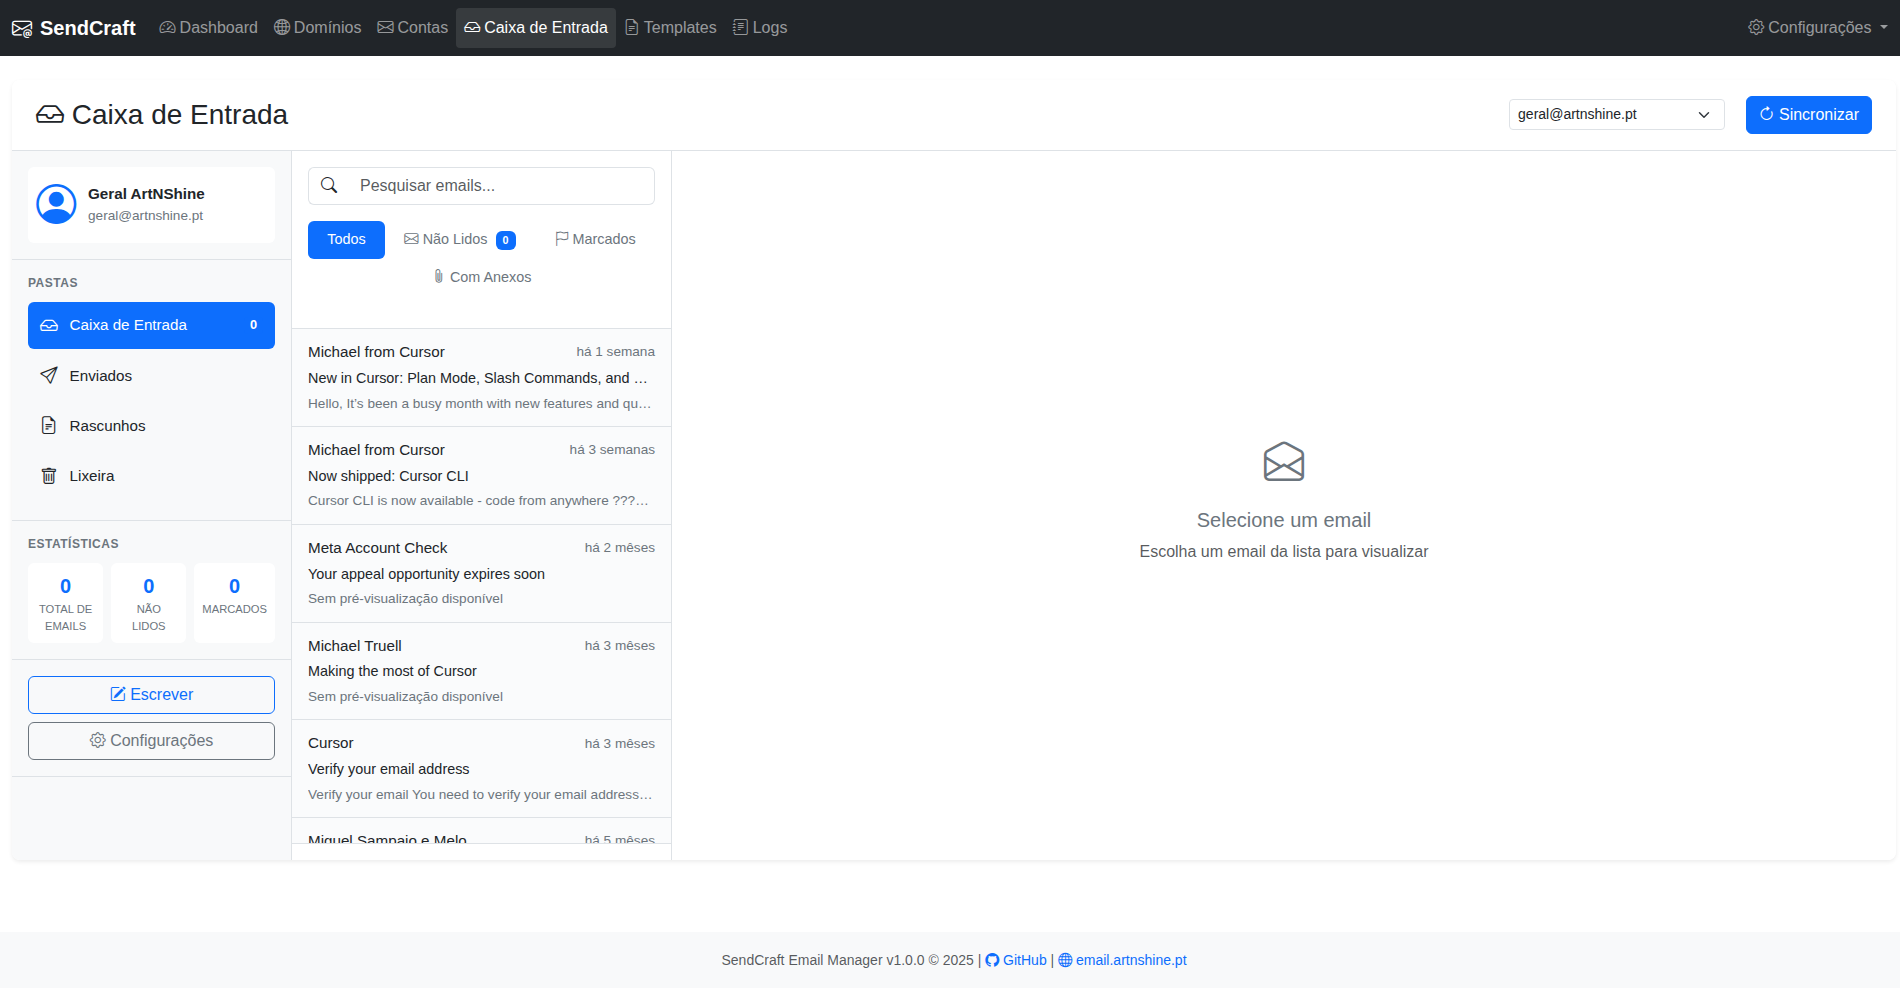 SendCraft Dashboard Domínios Contas Caixa de Entrada Templates Logs Configurações
Caixa de Entrada
geral@artnshine.pt Sincronizar
Geral ArtNShine
geral@artnshine.pt
PASTAS
Caixa de Entrada 0
Enviados
Rascunhos
Lixeira
ESTATÍSTICAS
0
TOTAL DE
EMAILS
0
NÃO
LIDOS
0
MARCADOS
Escrever
Configurações
Pesquisar emails...
Todos Não Lidos 0 Marcados
Com Anexos
Michael from Cursor há 1 semana
New in Cursor: Plan Mode, Slash Commands, and …
Hello, It's been a busy month with new features and qu…
Michael from Cursor há 3 semanas
Now shipped: Cursor CLI
Cursor CLI is now available - code from anywhere ???…
Meta Account Check há 2 mêses
Your appeal opportunity expires soon
Sem pré-visualização disponível
Michael Truell há 3 mêses
Making the most of Cursor
Sem pré-visualização disponível
Cursor há 3 mêses
Verify your email address
Verify your email You need to verify your email address…
Miguel Sampaio e Melo há 5 mêses
Selecione um email
Escolha um email da lista para visualizar
SendCraft Email Manager v1.0.0 © 2025 | GitHub | email.artnshine.pt